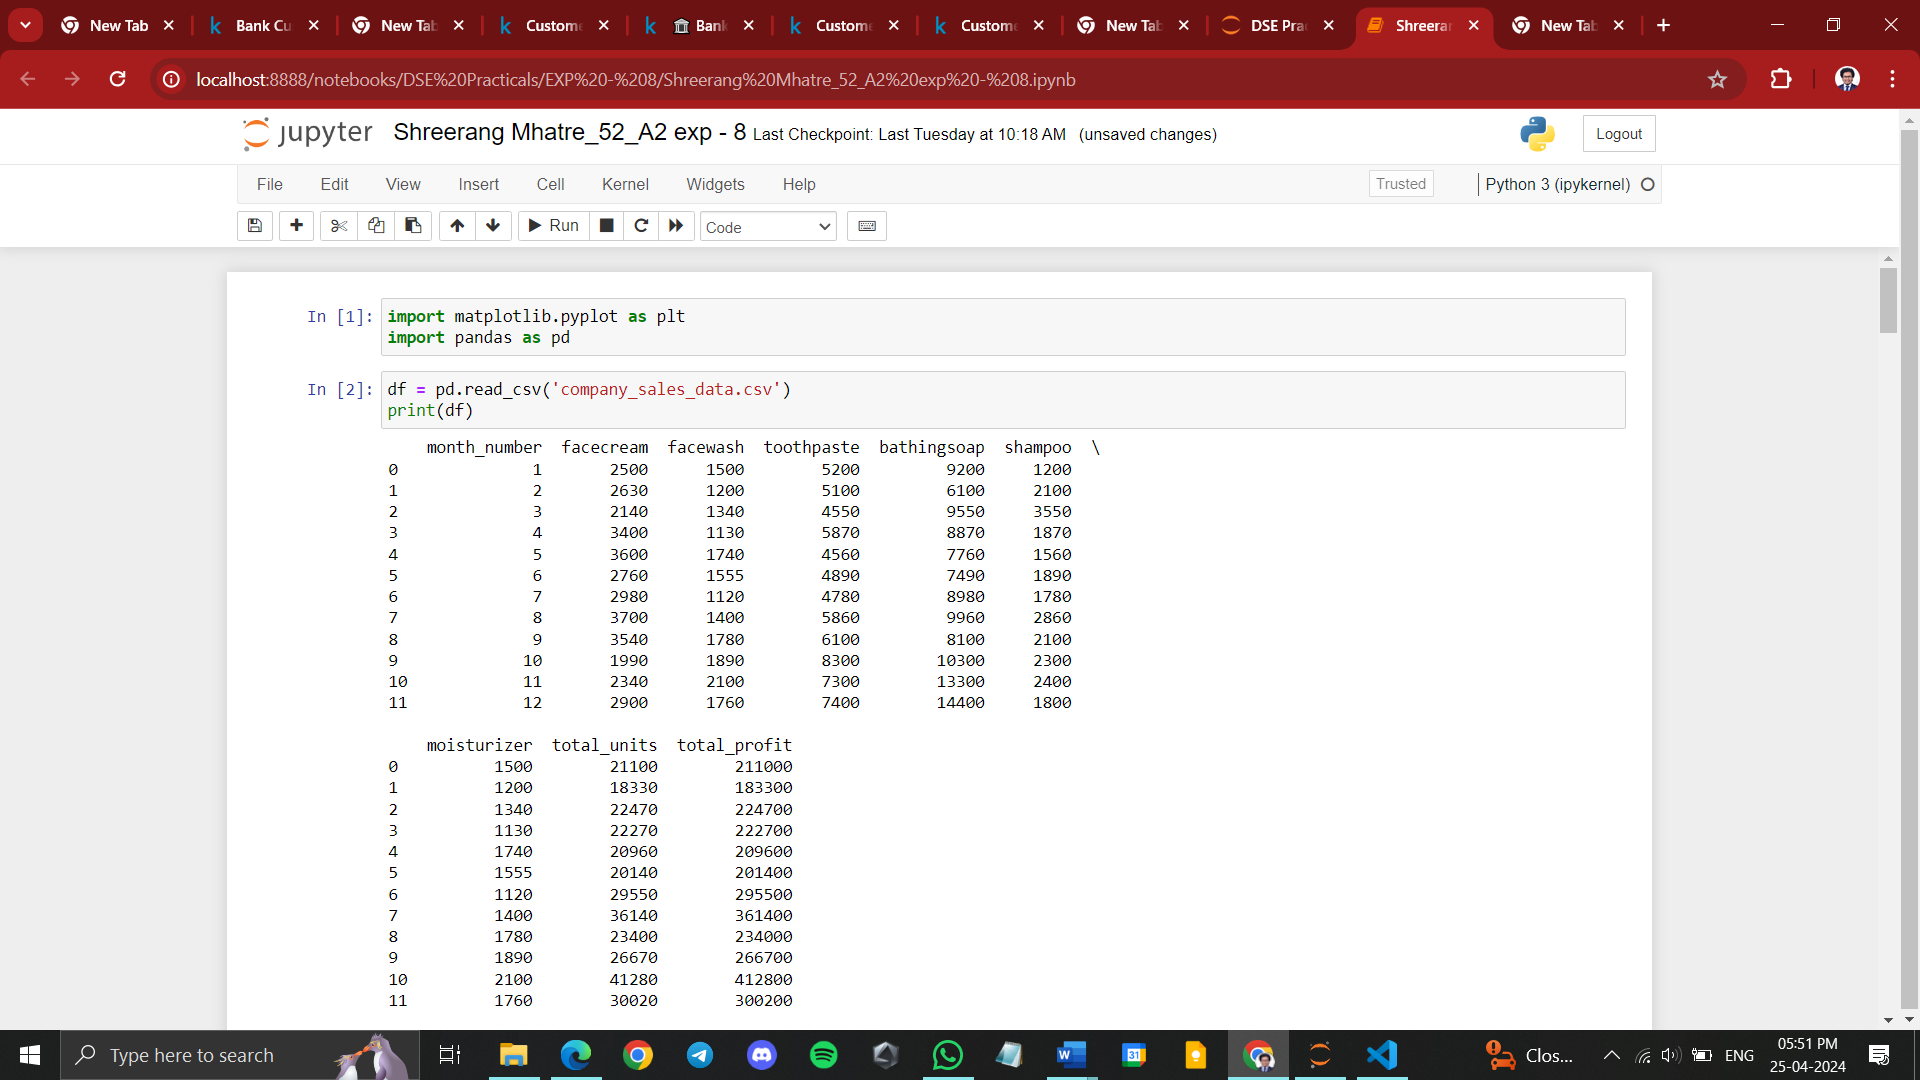 New Tab
Bank Cu
New Tab
Custome
Bank
Custome
Custome
New Tab
DSE Prac
Shreeran
New Tab
localhost:8888/notebooks/DSE%20Practicals/EXP%20-%208/Shreerang%20Mhatre_52_A2%20exp%20-%208.ipynb
jupyter Shreerang Mhatre_52_A2 exp - 8 Last Checkpoint: Last Tuesday at 10:18 AM (unsaved changes)
Logout
File Edit View Insert Cell Kernel Widgets Help
Trusted
Python 3 (ipykernel)
Run
Code
In [1]: import matplotlib.pyplot as plt
import pandas as pd
In [2]: df = pd.read_csv('company_sales_data.csv')
print(df)
month_number facecream facewash toothpaste bathingsoap shampoo \
0 1 2500 1500 5200 9200 1200
1 2 2630 1200 5100 6100 2100
2 3 2140 1340 4550 9550 3550
3 4 3400 1130 5870 8870 1870
4 5 3600 1740 4560 7760 1560
5 6 2760 1555 4890 7490 1890
6 7 2980 1120 4780 8980 1780
7 8 3700 1400 5860 9960 2860
8 9 3540 1780 6100 8100 2100
9 10 1990 1890 8300 10300 2300
10 11 2340 2100 7300 13300 2400
11 12 2900 1760 7400 14400 1800
moisturizer total_units total_profit
0 1500 21100 211000
1 1200 18330 183300
2 1340 22470 224700
3 1130 22270 222700
4 1740 20960 209600
5 1555 20140 201400
6 1120 29550 295500
7 1400 36140 361400
8 1780 23400 234000
9 1890 26670 266700
10 2100 41280 412800
11 1760 30020 300200
Type here to search
31
Clos...
ENG
05:51 PM
25-04-2024